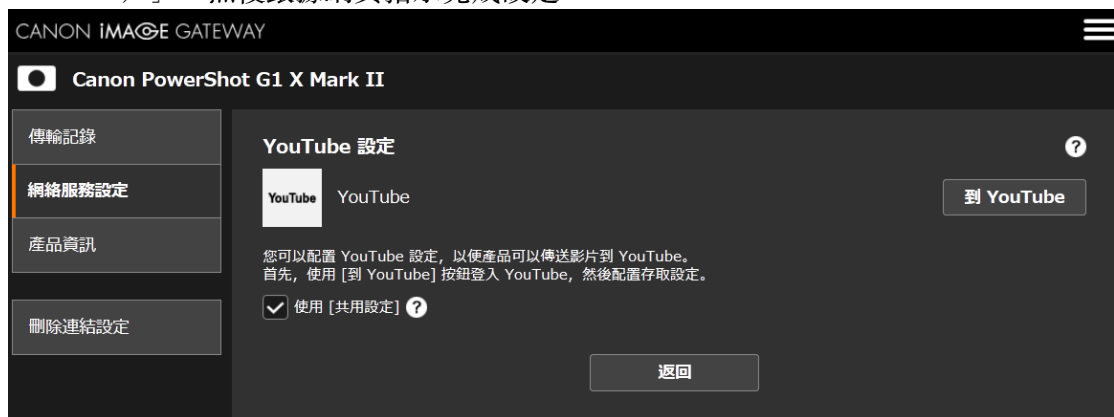 CANON iMAGE GATEWAY
Canon PowerShot G1 X Mark II
傳輸記錄
網絡服務設定
產品資訊
刪除連結設定
YouTube 設定
?
YouTube
YouTube
到 YouTube
您可以配置 YouTube 設定，以便產品可以傳送影片到 YouTube。
首先，使用 [到 YouTube] 按鈕登入 YouTube，然後配置存取設定。
使用 [共用設定] ?
返回